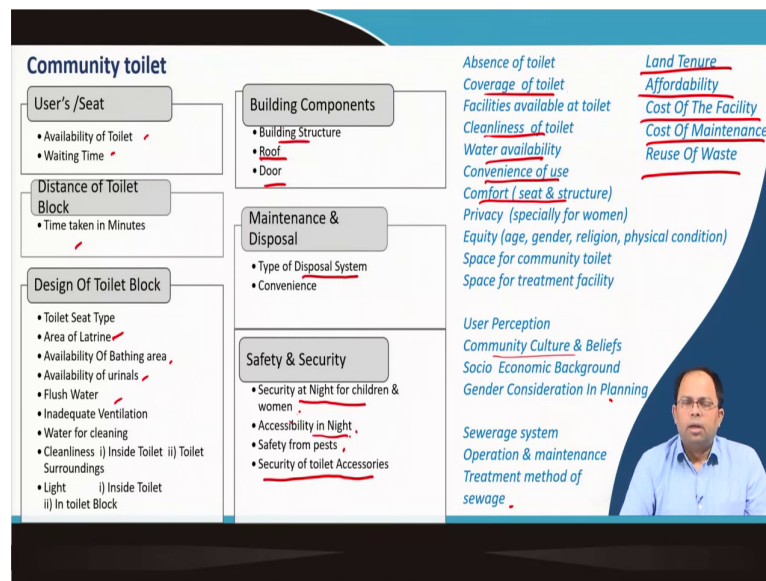 Community toilet
User's /Seat
• Availability of Toilet
• Waiting Time
Distance of Toilet
Block
• Time taken in Minutes
Design Of Toilet Block
• Toilet Seat Type
• Area of Latrine
• Availability Of Bathing area
• Availability of urinals
• Flush Water
• Inadequate Ventilation
• Water for cleaning
• Cleanliness i) Inside Toilet ii) Toilet
Surroundings
• Light i) Inside Toilet
ii) In toilet Block
Building Components
• Building Structure
• Roof
• Door
Maintenance &
Disposal
• Type of Disposal System
• Convenience
Safety & Security
• Security at Night for children &
women
• Accessibility in Night
• Safety from pests
• Security of toilet Accessories
Absence of toilet
Coverage of toilet
Facilities available at toilet
Cleanliness of toilet
Water availability
Convenience of use
Comfort ( seat & structure)
Privacy (specially for women)
Equity (age, gender, religion, physical condition)
Space for community toilet
Space for treatment facility
User Perception
Community Culture & Beliefs
Socio Economic Background
Gender Consideration In Planning
Sewerage system
Operation & maintenance
Treatment method of
sewage
Land Tenure
Affordability
Cost Of The Facility
Cost Of Maintenance
Reuse Of Waste